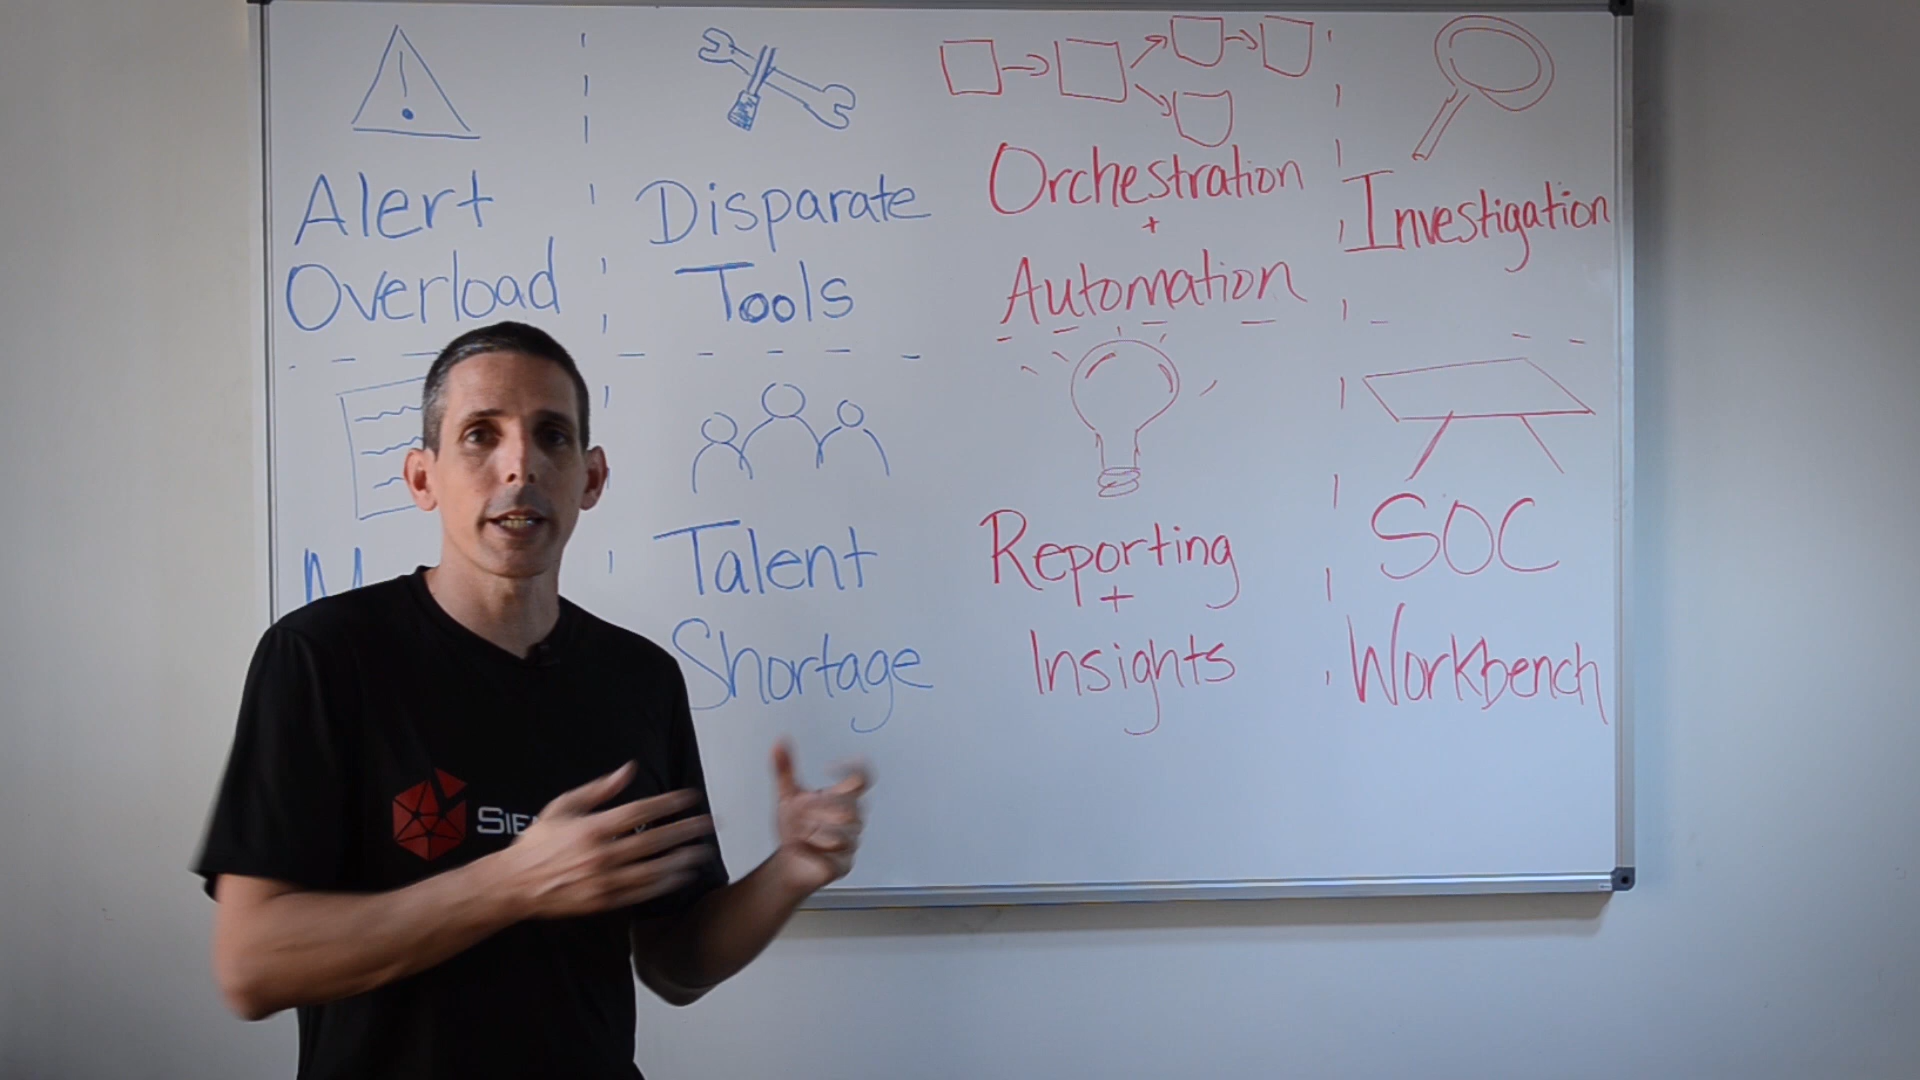 Alert
Overload
Disparate
Tools
Orchestration
+
Automation
Investigation
Talent
Shortage
Reporting
+
Insights
SOC
Workbench